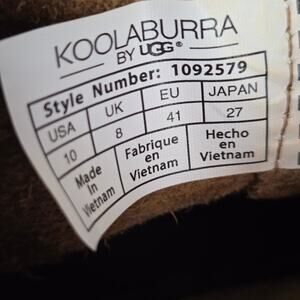 KOOLABURRA
BY UGG®
Style Number: 1092579
USA UK EU JAPAN
10 8 41 27
Made in Vietnam
Fabrique en Vietnam
Hecho en Vietnam